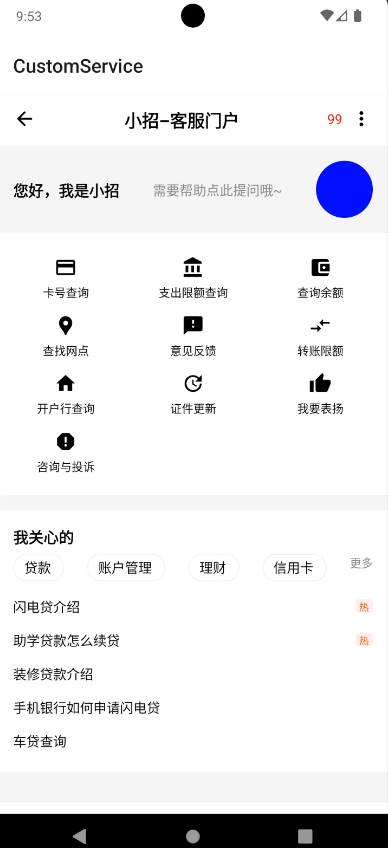 9:53
CustomService
小招-客服门户 99
您好，我是小招 需要帮助点此提问哦~
卡号查询 支出限额查询 查询余额
查找网点 意见反馈 转账限额
开户行查询 证件更新 我要表扬
咨询与投诉
我关心的
贷款 账户管理 理财 信用卡 更多
闪电贷介绍 热
助学贷款怎么续贷 热
装修贷款介绍
手机银行如何申请闪电贷
车贷查询